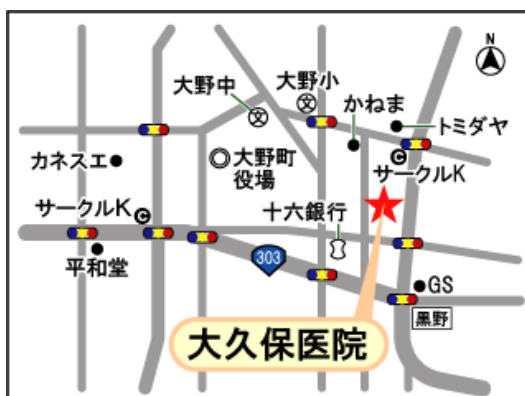 N
大野小
大野中
かねま
トミダヤ
カネスエ
大野町
役場
サークルK
サークルK
十六銀行
平和堂
303
GS
黒野
大久保医院